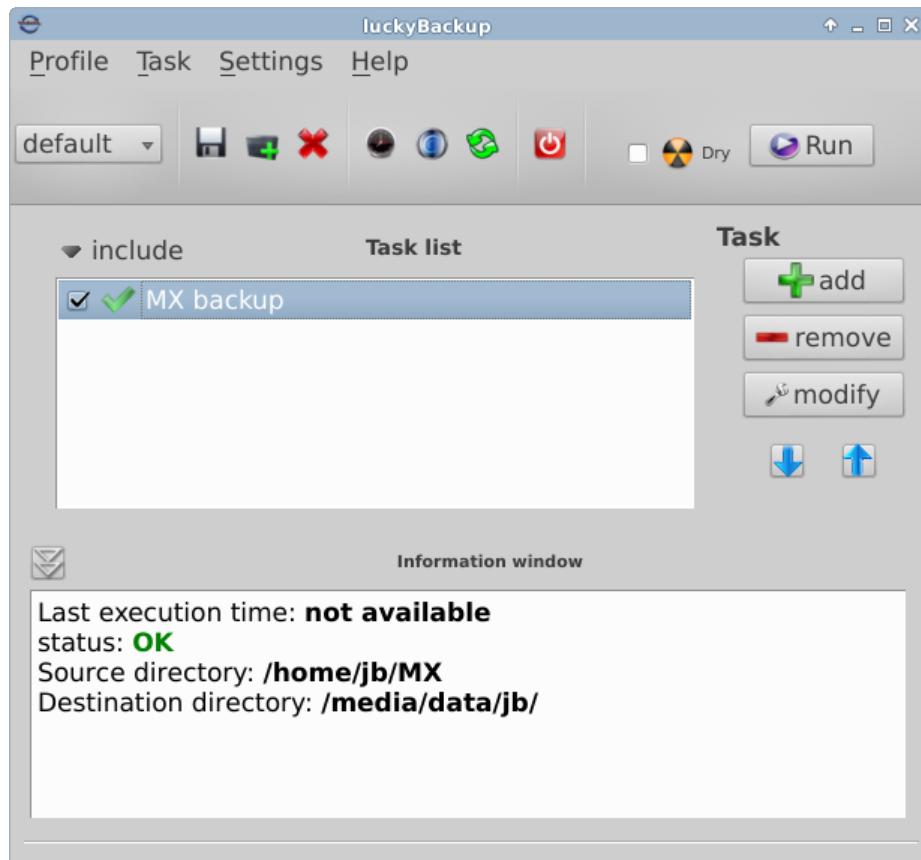 luckyBackup
Profile Task Settings Help
default Dry Run
include Task list Task
MX backup
add
remove
modify
Information window
Last execution time: not available
status: OK
Source directory: /home/jb/MX
Destination directory: /media/data/jb/